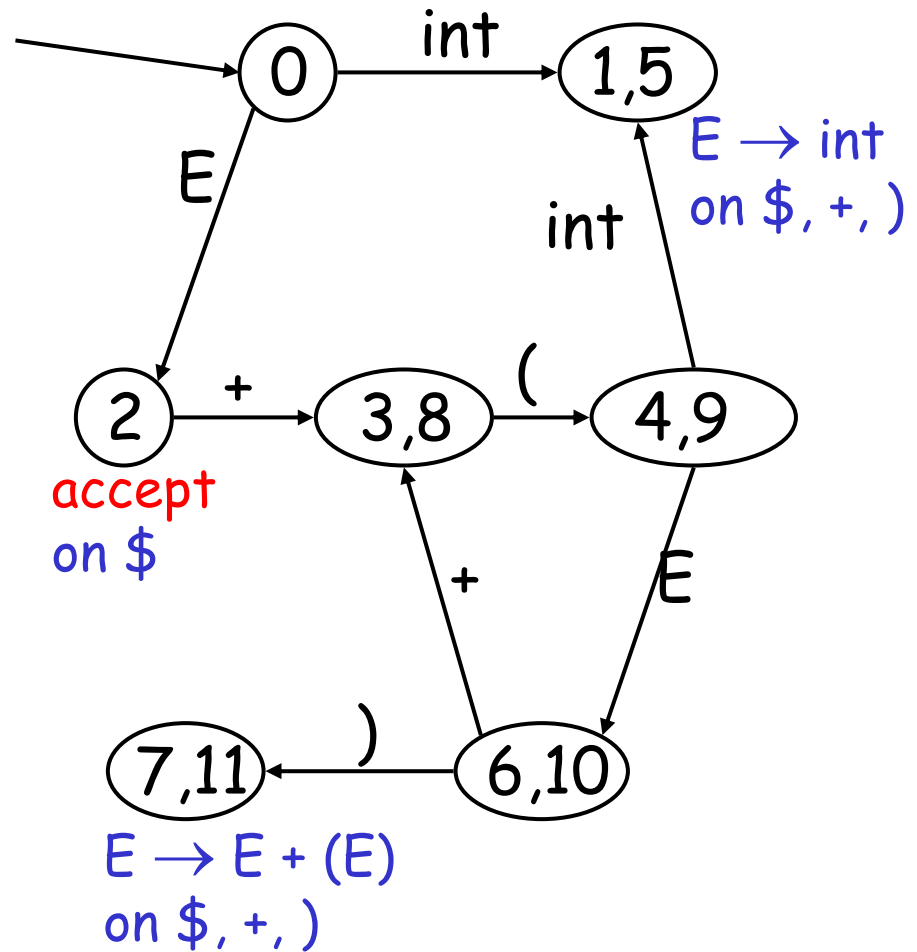 int
0
1,5
E → int
on $, +, )
E
int
2
+
3,8
(
4,9
accept
on $
+
E
7,11
)
6,10
E → E + (E)
on $, +, )